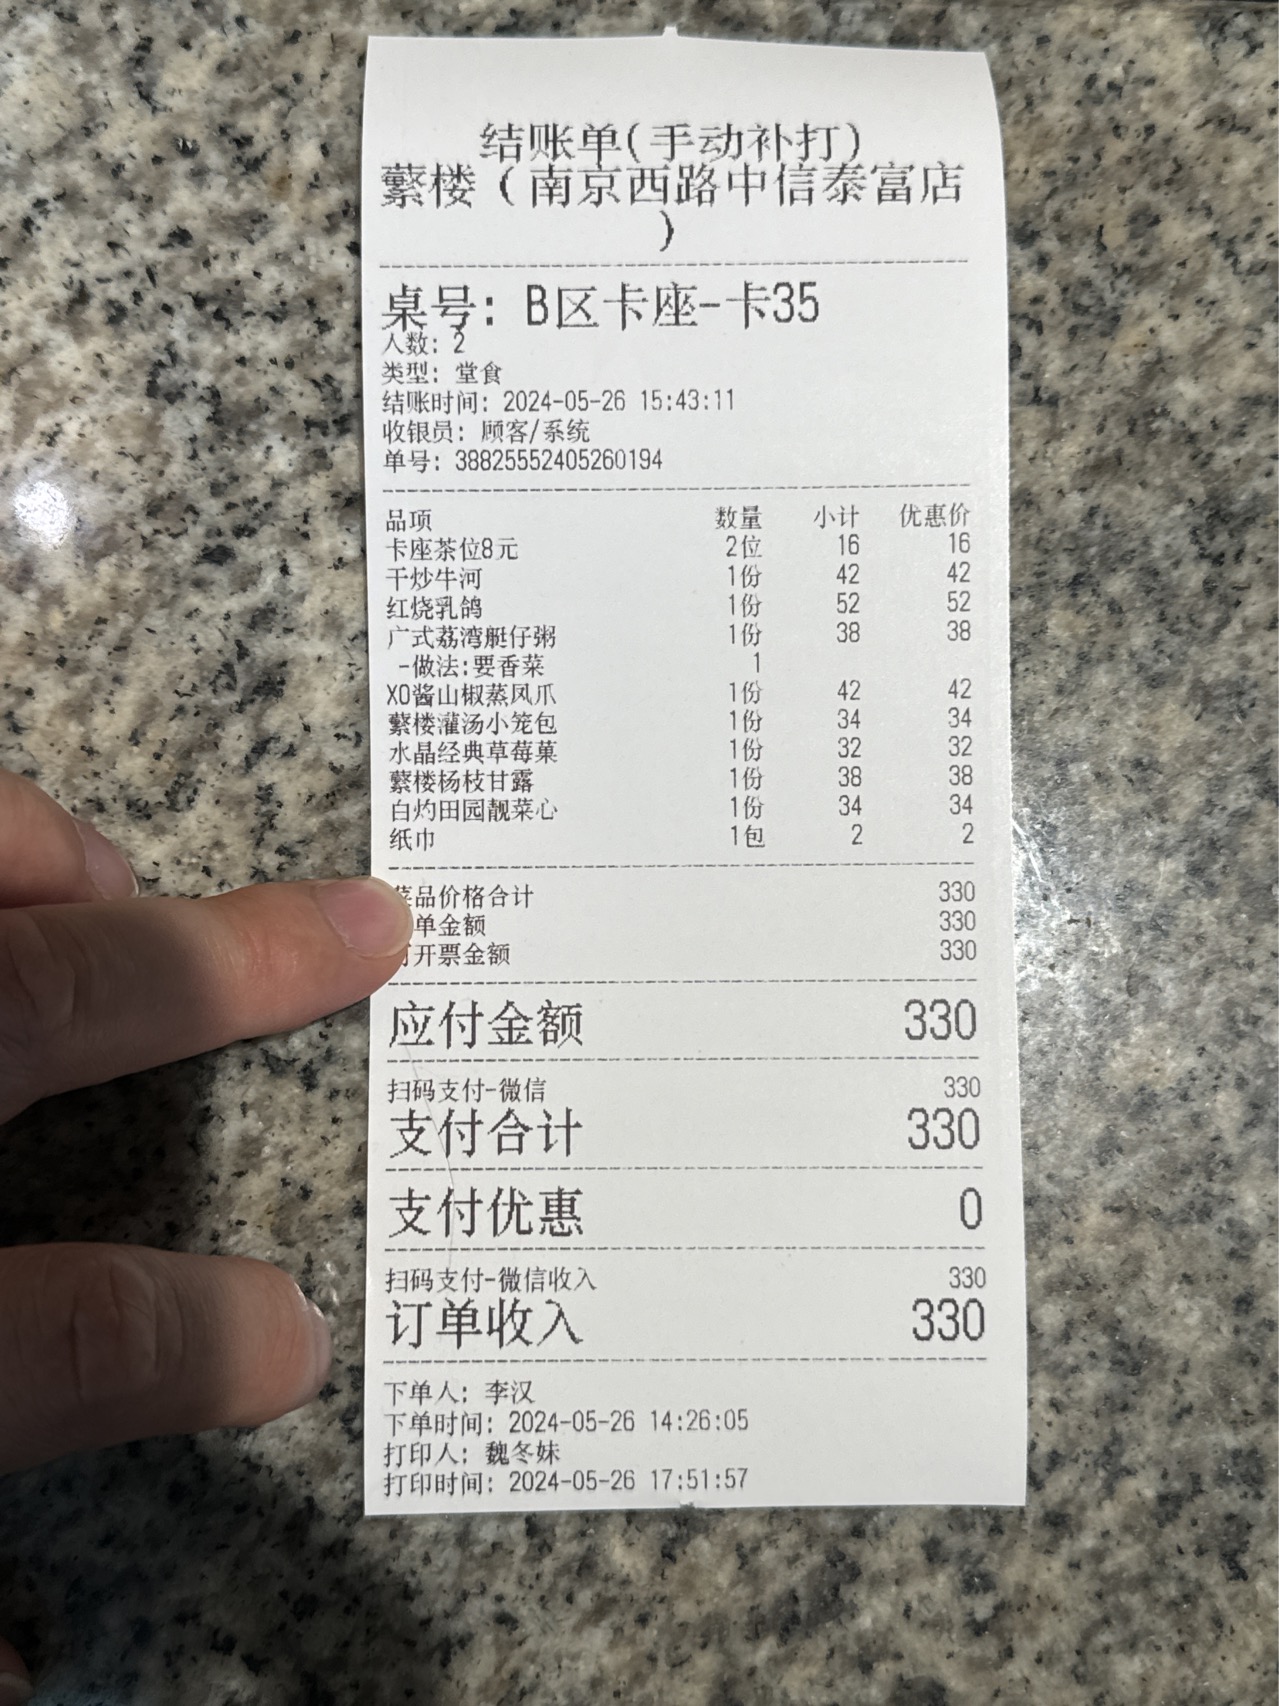 结账单(手动补打)
蘩楼(南京西路中信泰富店
)
桌号: B区卡座-卡35
人数: 2
类型: 堂食
结账时间: 2024-05-26 15:43:11
收银员: 顾客/系统
单号: 38825552405260194
品项 数量 小计 优惠价
卡座茶位8元 2位 16 16
干炒牛河 1份 42 42
红烧乳鸽 1份 52 52
广式荔湾艇仔粥 1份 38 38
-做法:要香菜 1
XO酱山椒蒸凤爪 1份 42 42
蘩楼灌汤小笼包 1份 34 34
水晶经典草莓菓 1份 32 32
蘩楼杨枝甘露 1份 38 38
白灼田园靓菜心 1份 34 34
纸巾 1包 2 2
菜品价格合计 330
单金额 330
开票金额 330
应付金额 330
扫码支付-微信 330
支付合计 330
支付优惠 0
扫码支付-微信收入 330
订单收入 330
下单人: 李汉
下单时间: 2024-05-26 14:26:05
打印人: 魏冬妹
打印时间: 2024-05-26 17:51:57